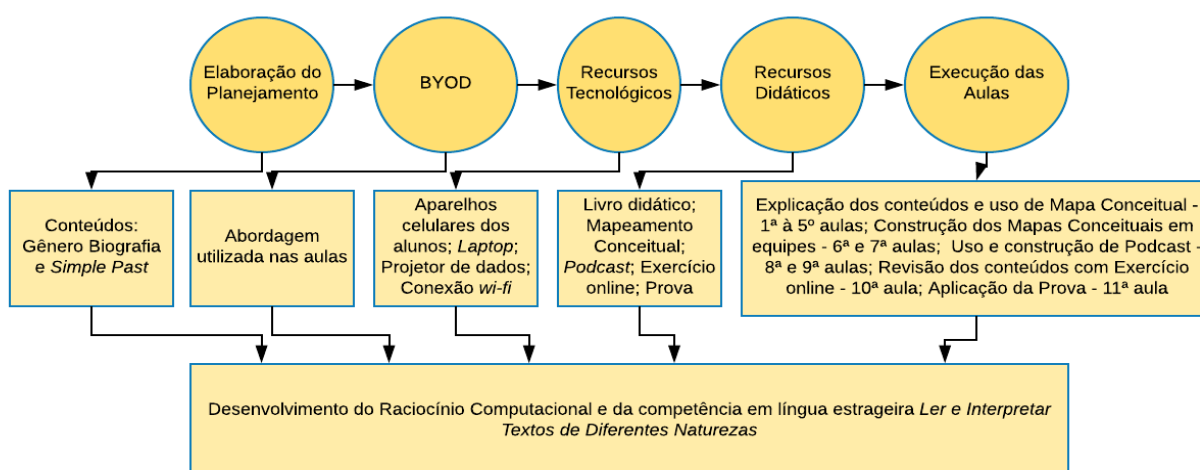 Elaboração do
Planejamento
BYOD
Recursos
Tecnológicos
Recursos
Didáticos
Execução das
Aulas
Conteúdos:
Gênero Biografia
e Simple Past
Abordagem
utilizada nas aulas
Aparelhos
celulares dos
alunos; Laptop;
Projetor de dados;
Conexão wi-fi
Livro didático;
Mapeamento
Conceitual;
Podcast; Exercício
online; Prova
Explicação dos conteúdos e uso de Mapa Conceitual -
1ª à 5º aulas; Construção dos Mapas Conceituais em
equipes - 6ª e 7ª aulas; Uso e construção de Podcast -
8ª e 9ª aulas; Revisão dos conteúdos com Exercício
online - 10ª aula; Aplicação da Prova - 11ª aula
Desenvolvimento do Raciocínio Computacional e da competência em língua estrageira Ler e Interpretar
Textos de Diferentes Naturezas